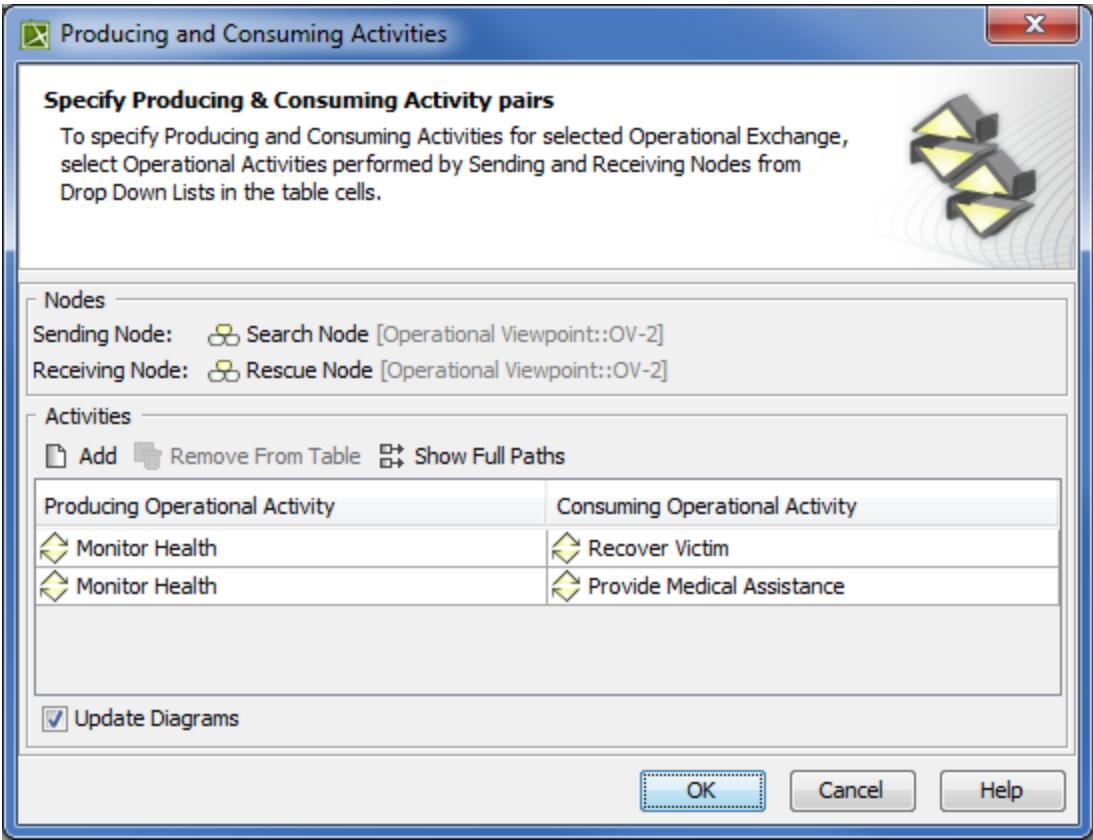 Producing and Consuming Activities
X
Specify Producing & Consuming Activity pairs
To specify Producing and Consuming Activities for selected Operational Exchange,
select Operational Activities performed by Sending and Receiving Nodes from
Drop Down Lists in the table cells.
Nodes
Sending Node: Search Node [Operational Viewpoint::OV-2]
Receiving Node: Rescue Node [Operational Viewpoint::OV-2]
Activities
Add Remove From Table Show Full Paths
Producing Operational Activity Consuming Operational Activity
Monitor Health Recover Victim
Monitor Health Provide Medical Assistance
Update Diagrams
OK Cancel Help